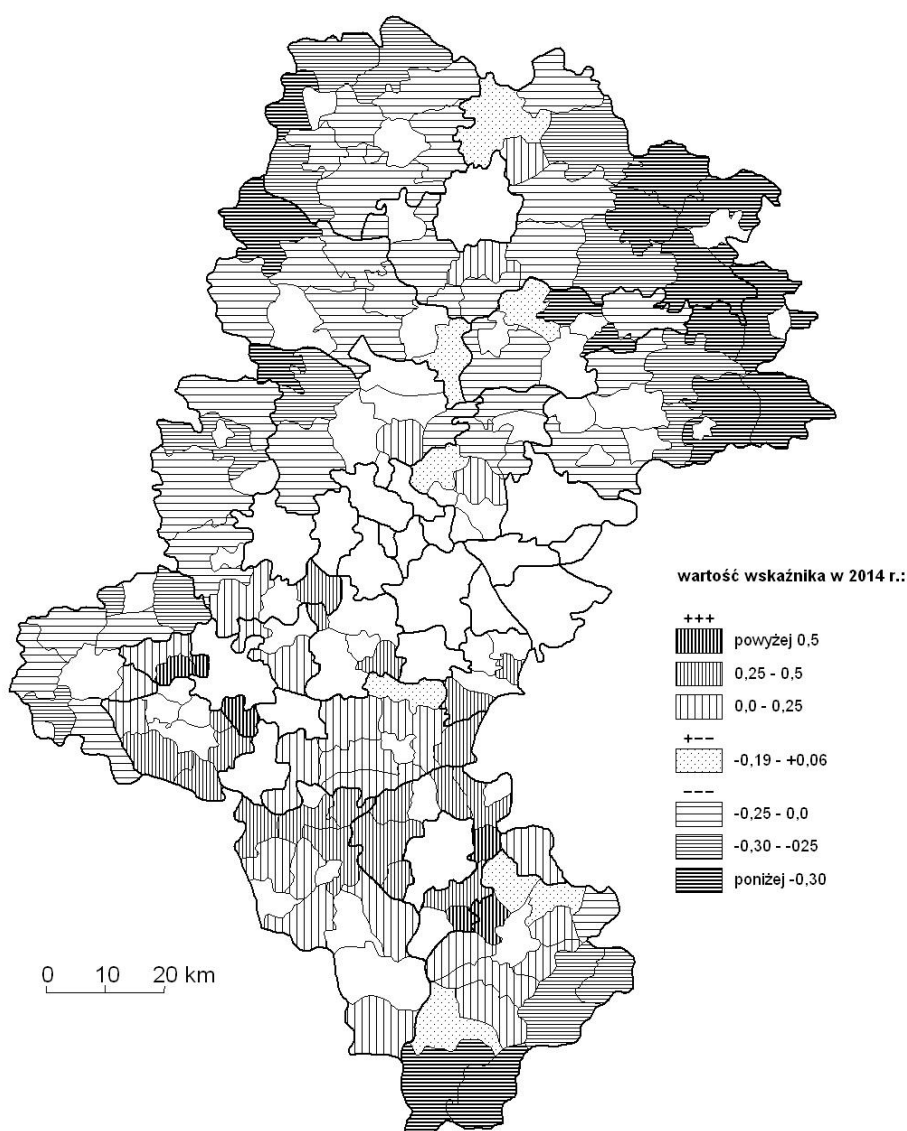 wartość wskaźnika w 2014 r.:
+++
powyżej 0,5
0,25 - 0,5
0,0 - 0,25
+--
-0,19 - +0,06
---
-0,25 - 0,0
-0,30 - -025
poniżej -0,30
0 10 20 km